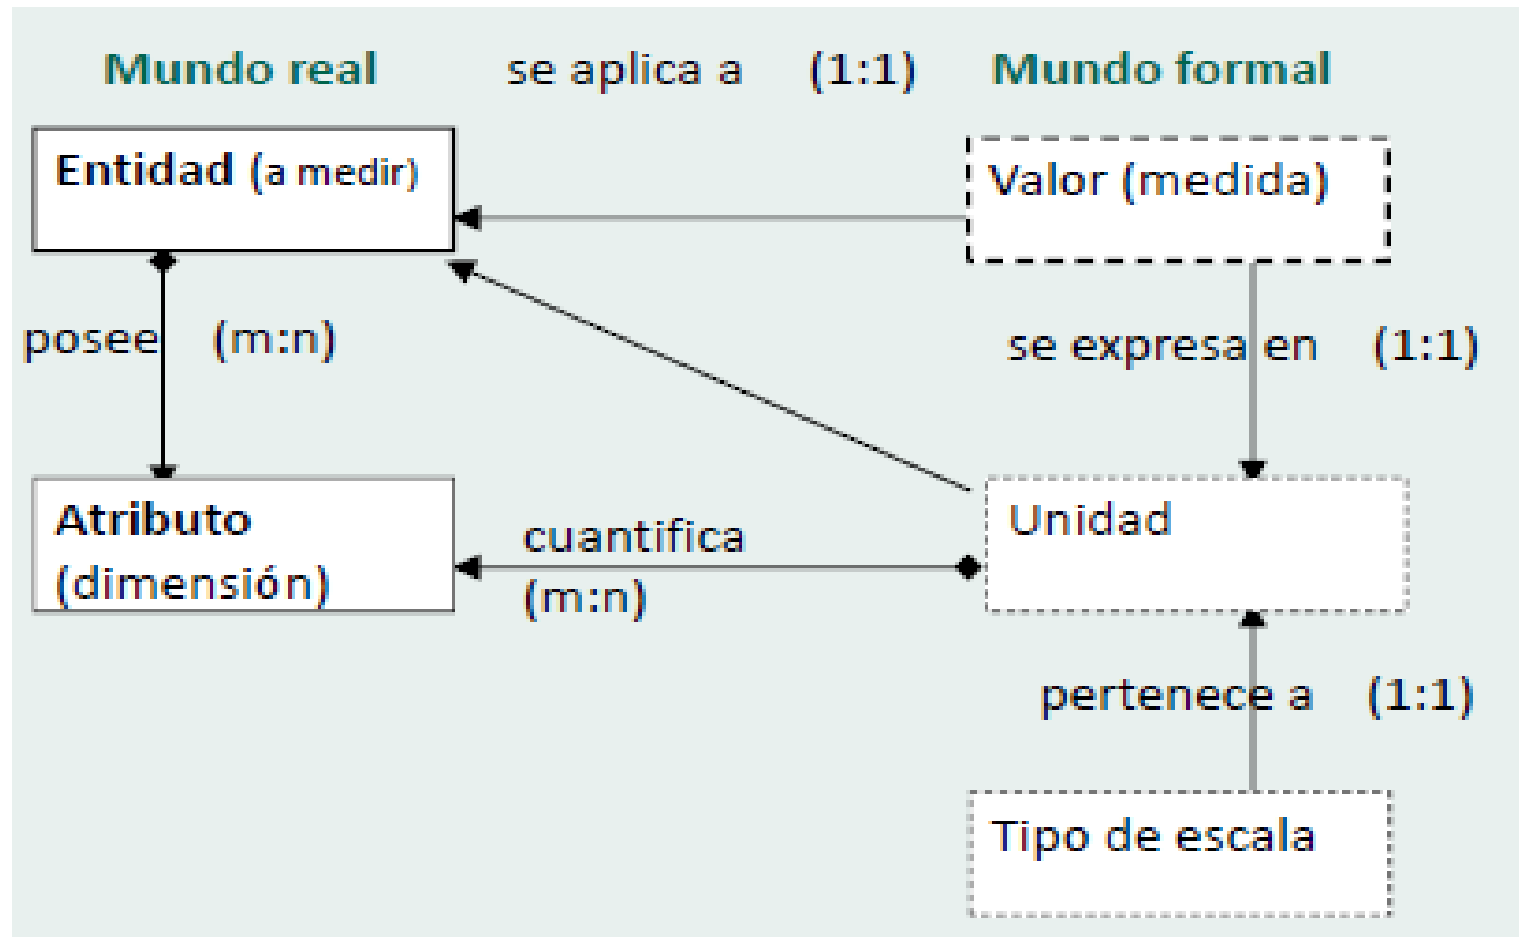 Mundo real se aplica a (1:1) Mundo formal
Entidad (a medir)
Valor (medida)
posee (m:n)
se expresa en (1:1)
Atributo
(dimensión)
cuantifica
(m:n)
Unidad
pertenece a (1:1)
Tipo de escala